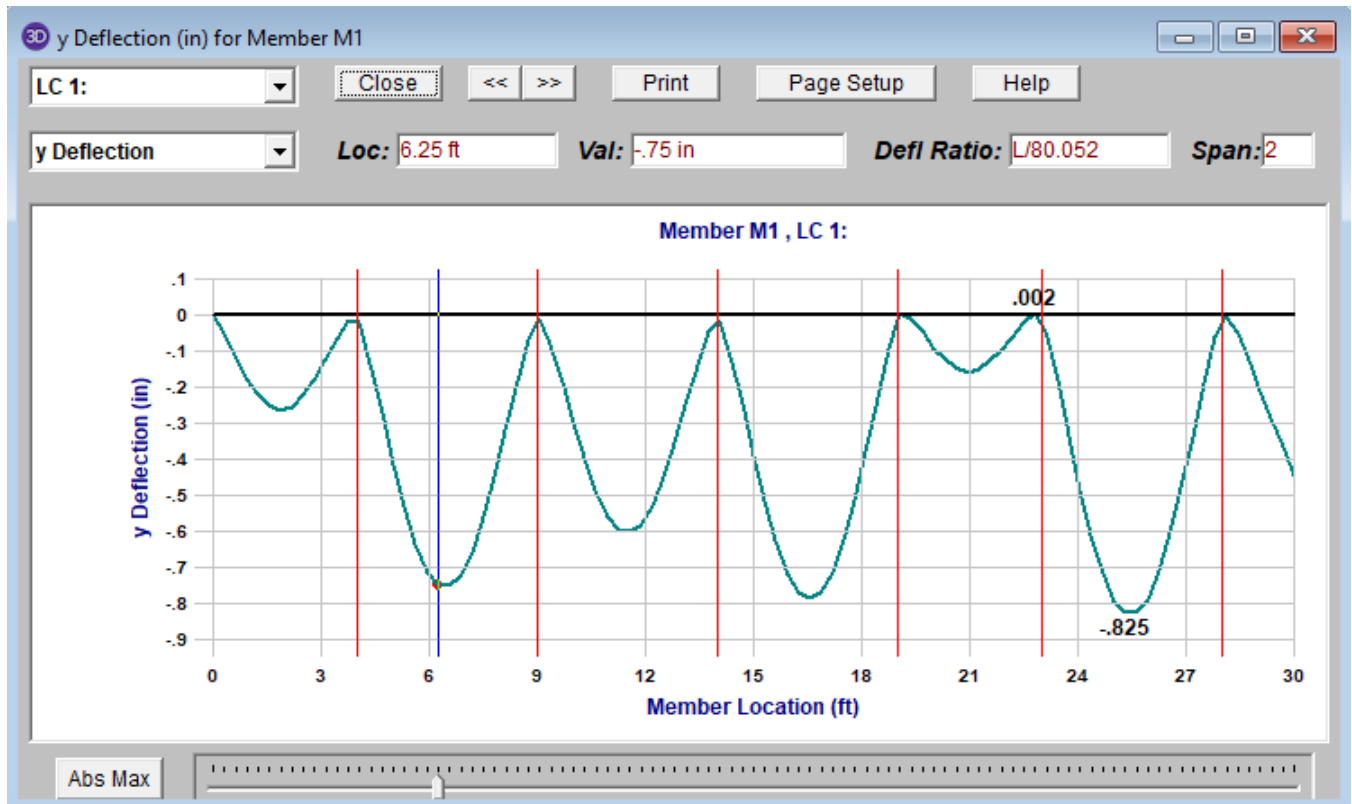 3D y Deflection (in) for Member M1
LC 1: Close << >> Print Page Setup Help
y Deflection Loc: 6.25 ft Val: -.75 in Defl Ratio: L/80.052 Span: 2
Member M1 , LC 1:
.1
0
-.1
-.2
-.3
-.4
-.5
-.6
-.7
-.8
-.9
y Deflection (in)
.002
-.825
0 3 6 9 12 15 18 21 24 27 30
Member Location (ft)
Abs Max